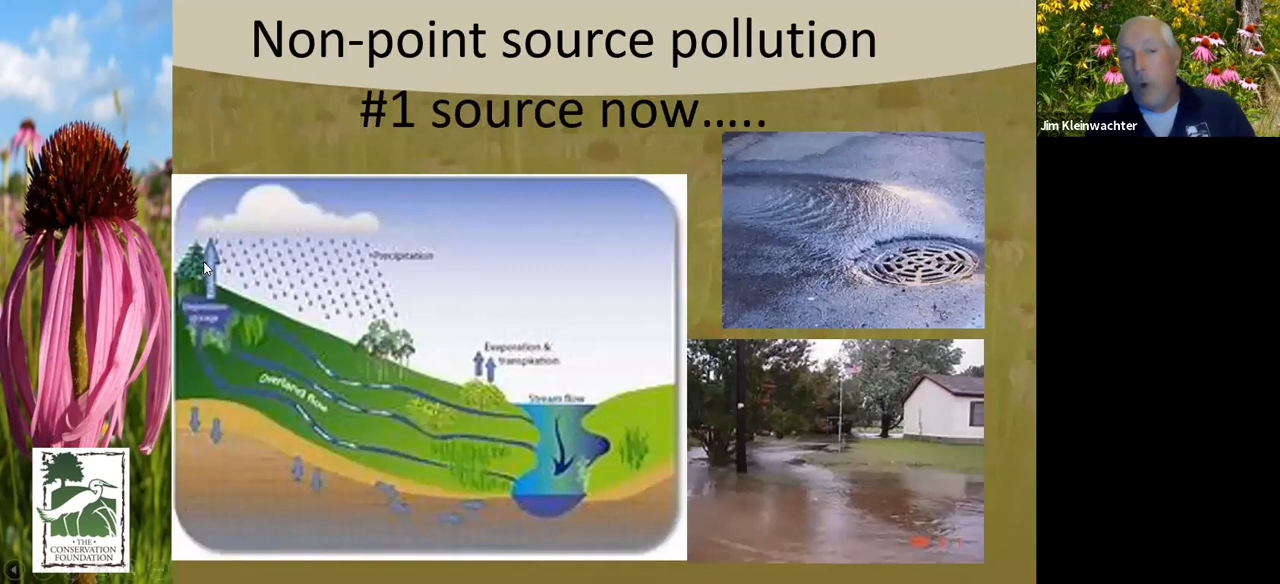 Non-point source pollution
#1 source now…..
Jim Kleinwachter
Precipitation
Evaporation &
transpiration
Stream flow
Overland flow
THE
CONSERVATION
FOUNDATION